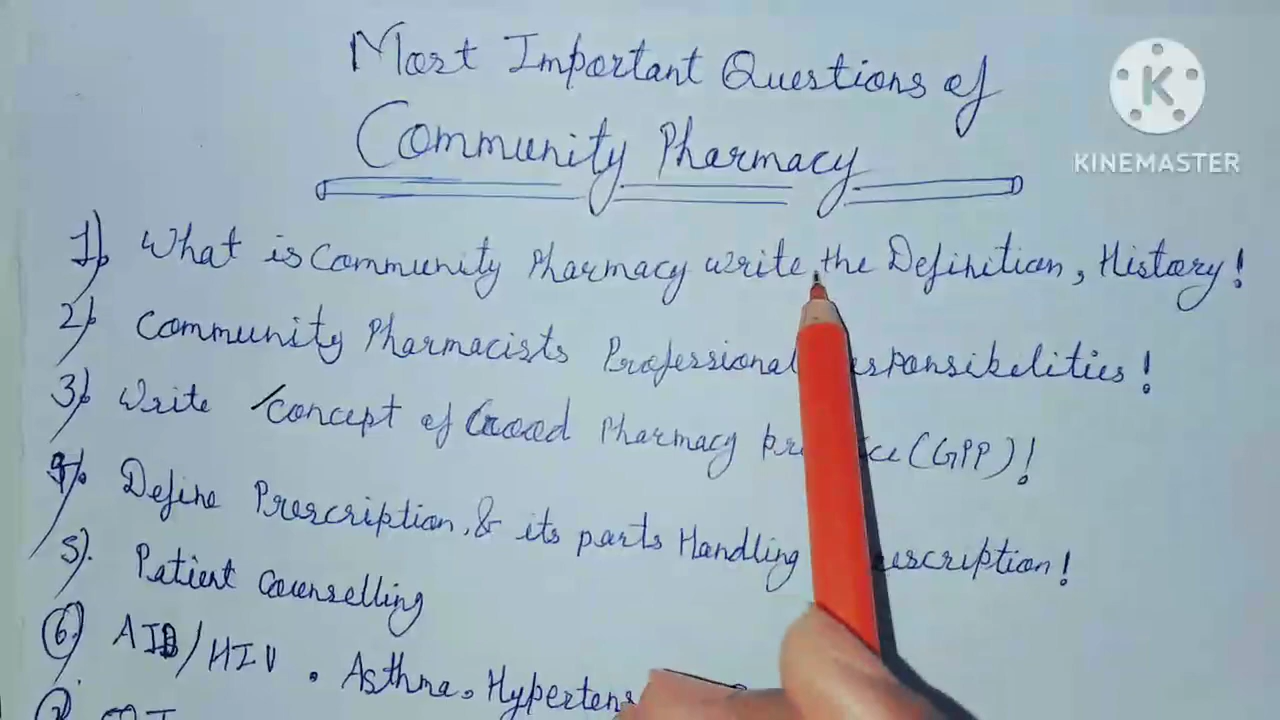 Most Important Questions of
Community Pharmacy
K
KINEMASTER
1) What is Community Pharmacy write the Definition, History!
2) Community Pharmacists Professional Responsibilities!
3) Write Concept of Good Pharmacy (GPP)!
4) Define Prescription, & its parts Handling
5). Patient Counselling
6) AID/HIV . Asthma. Hypertens